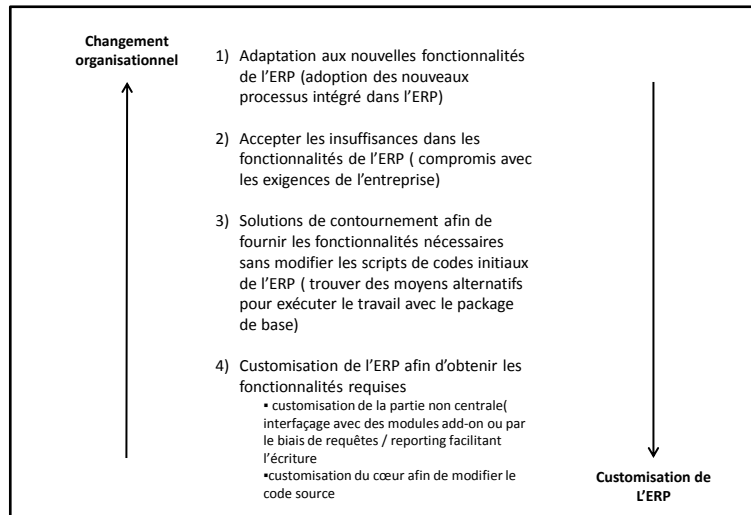 Changement
organisationnel
1) Adaptation aux nouvelles fonctionnalités
de l'ERP (adoption des nouveaux
processus intégré dans l'ERP)
2) Accepter les insuffisances dans les
fonctionnalités de l'ERP ( compromis avec
les exigences de l'entreprise)
3) Solutions de contournement afin de
fournir les fonctionnalités nécessaires
sans modifier les scripts de codes initiaux
de l'ERP ( trouver des moyens alternatifs
pour exécuter le travail avec le package
de base)
4) Customisation de l'ERP afin d'obtenir les
fonctionnalités requises
▪ customisation de la partie non centrale(
interfaçage avec des modules add-on ou par
le biais de requêtes / reporting facilitant
l'écriture
▪customisation du cœur afin de modifier le
code source
Customisation de
L'ERP